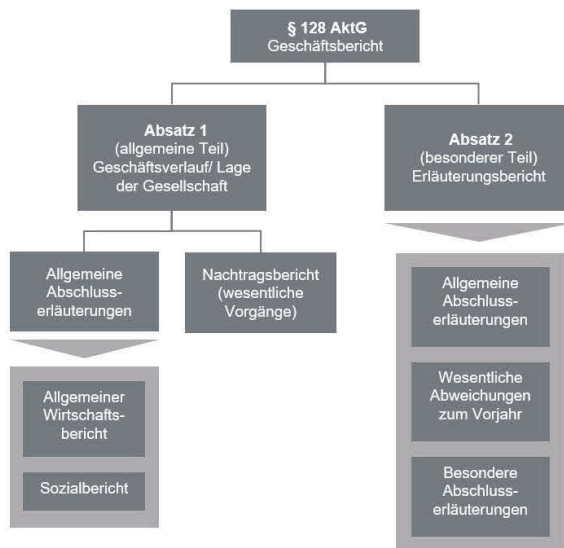 § 128 AktG
Geschäftsbericht
Absatz 1
(allgemeine Teil)
Geschäftsverlauf/ Lage
der Gesellschaft
Absatz 2
(besonderer Teil)
Erläuterungsbericht
Allgemeine
Abschluss-
erläuterungen
Nachtragsbericht
(wesentliche
Vorgänge)
Allgemeiner
Wirtschafts-
bericht
Sozialbericht
Allgemeine
Abschluss-
erläuterungen
Wesentliche
Abweichungen
zum Vorjahr
Besondere
Abschluss-
erläuterungen